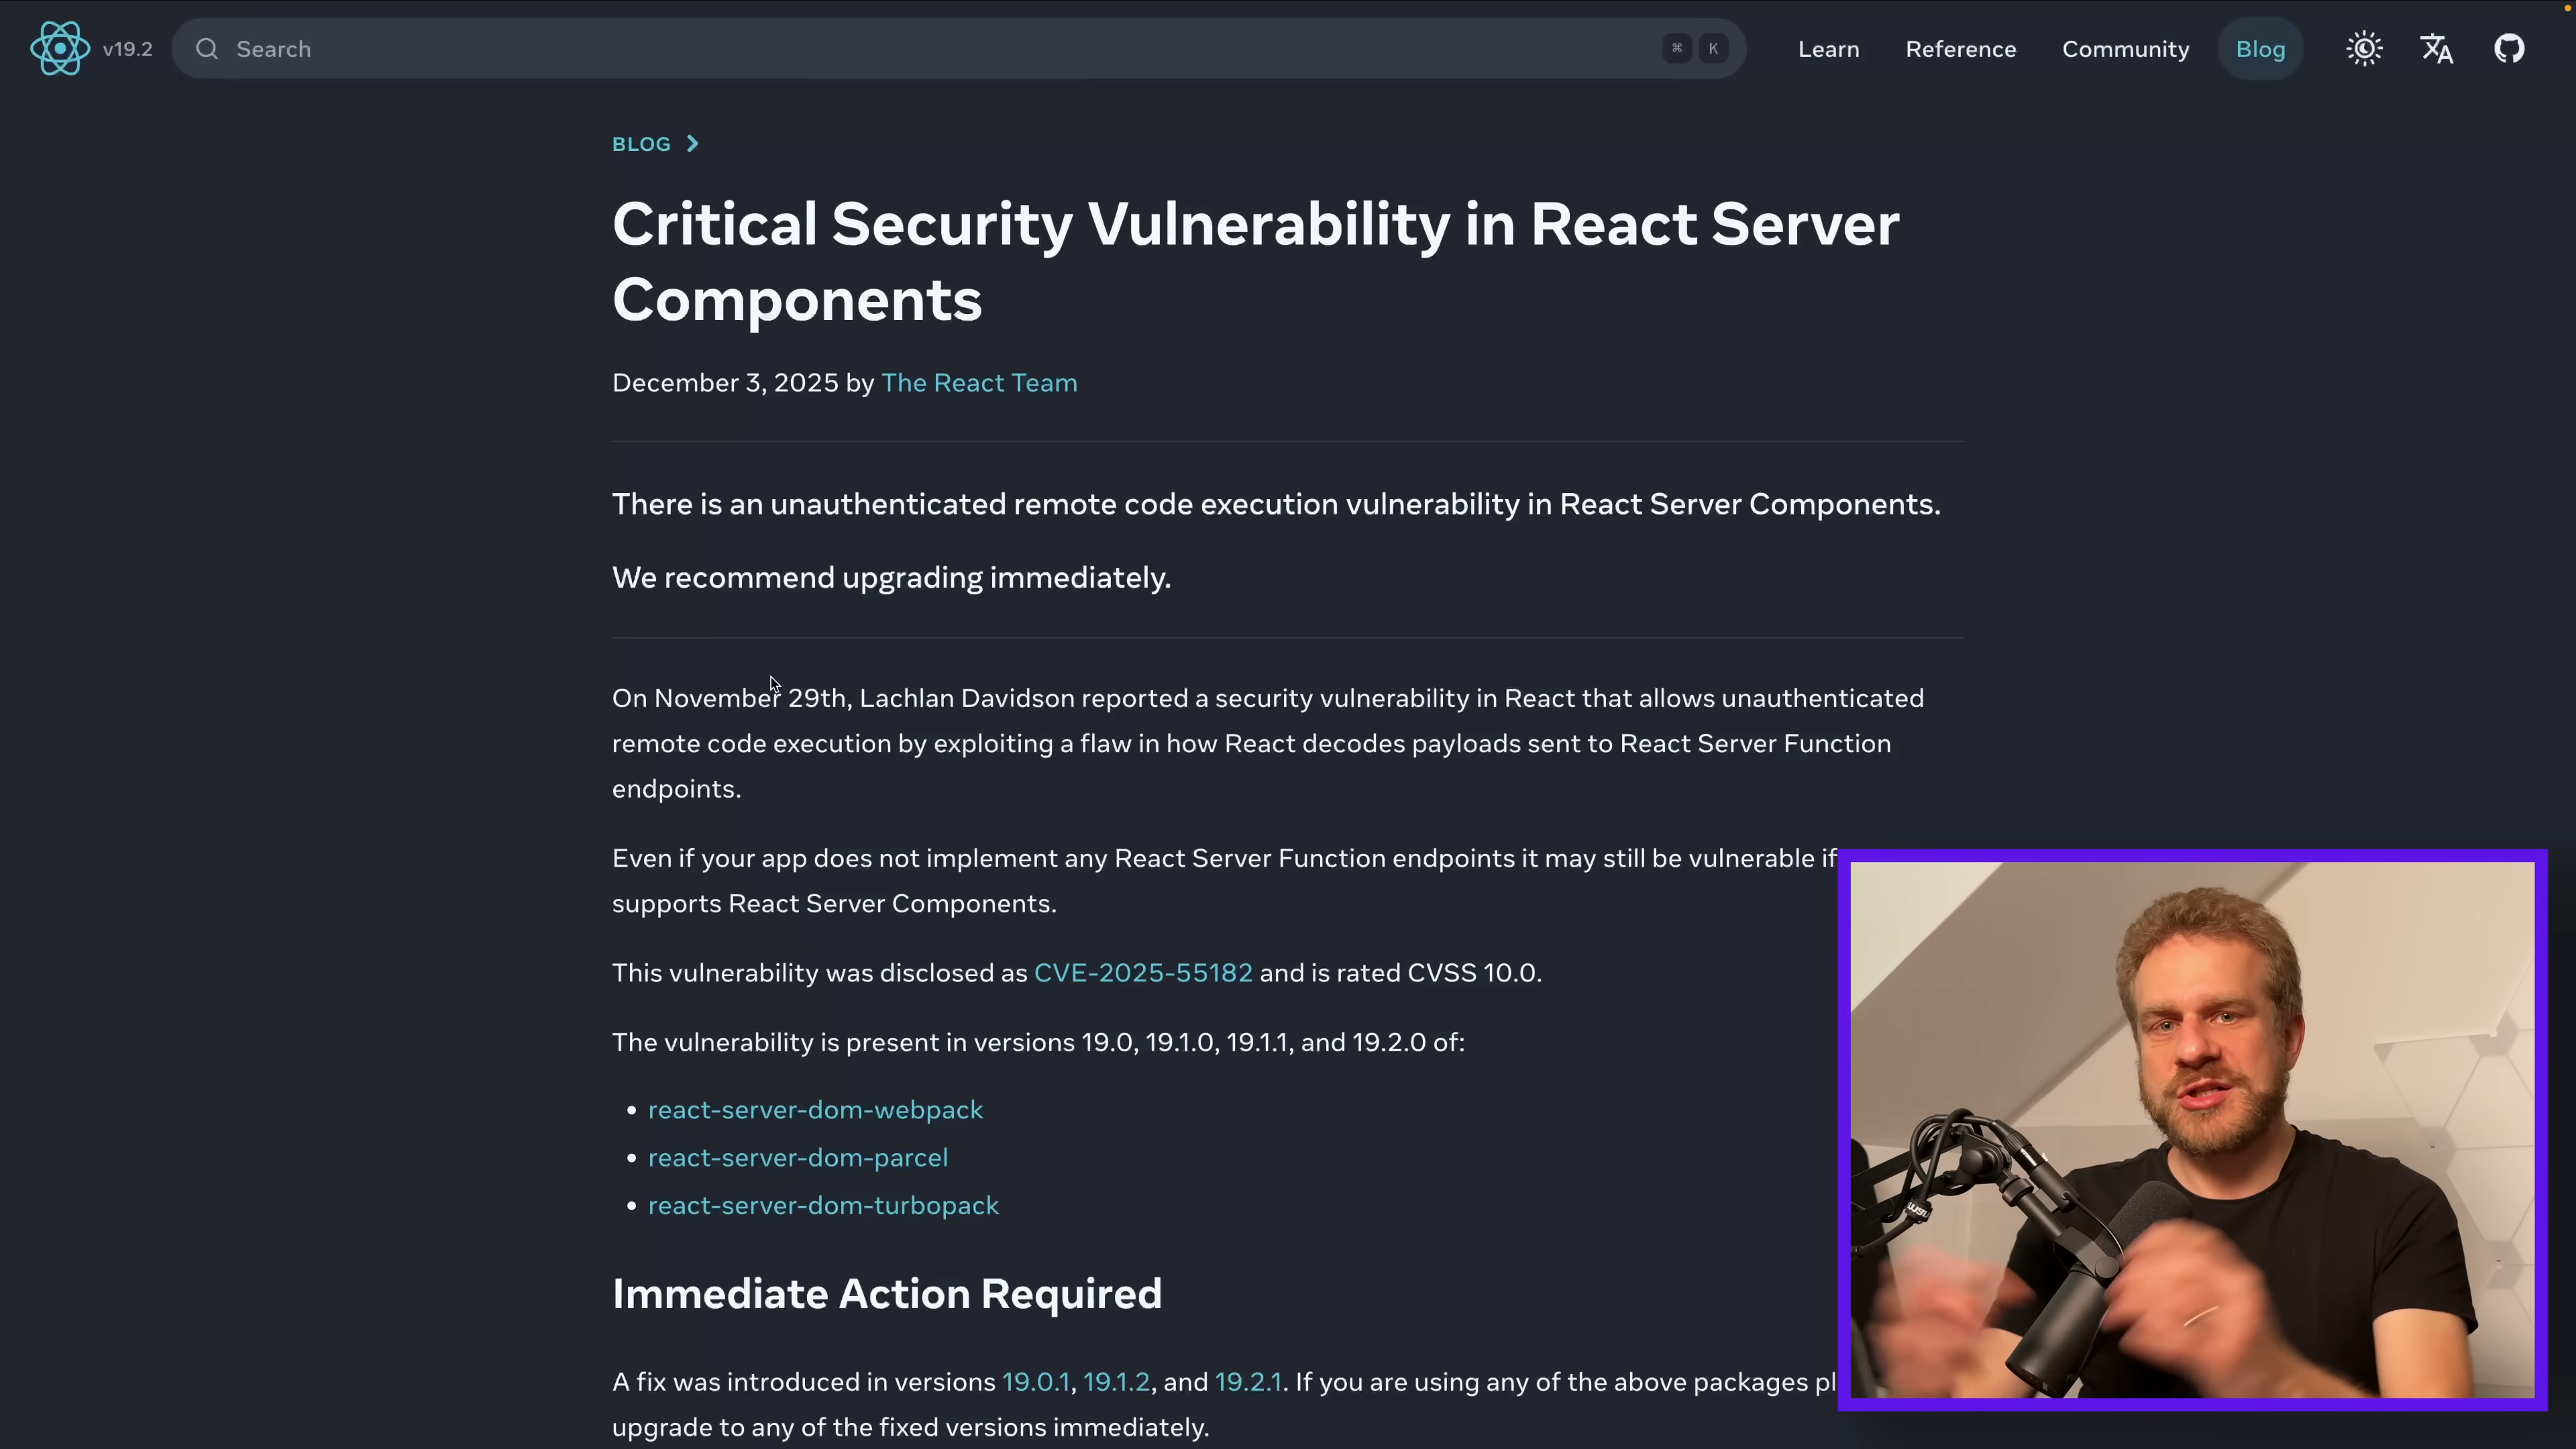 v19.2
Search
⌘ K
Learn
Reference
Community
Blog
BLOG
Critical Security Vulnerability in React Server
Components
December 3, 2025 by The React Team
There is an unauthenticated remote code execution vulnerability in React Server Components.
We recommend upgrading immediately.
On November 29th, Lachlan Davidson reported a security vulnerability in React that allows unauthenticated
remote code execution by exploiting a flaw in how React decodes payloads sent to React Server Function
endpoints.
Even if your app does not implement any React Server Function endpoints it may still be vulnerable if
supports React Server Components.
This vulnerability was disclosed as CVE-2025-55182 and is rated CVSS 10.0.
The vulnerability is present in versions 19.0, 19.1.0, 19.1.1, and 19.2.0 of:
• react-server-dom-webpack
• react-server-dom-parcel
• react-server-dom-turbopack
Immediate Action Required
A fix was introduced in versions 19.0.1, 19.1.2, and 19.2.1. If you are using any of the above packages pl
upgrade to any of the fixed versions immediately.